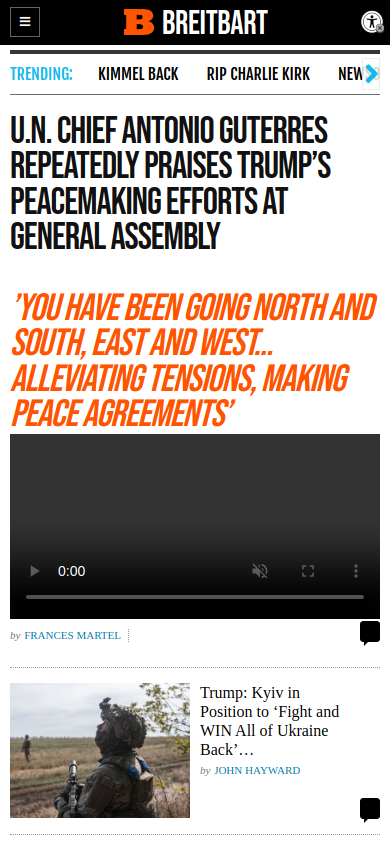 BREITBART
TRENDING:
KIMMEL BACK
RIP CHARLIE KIRK
NEW
U.N. CHIEF ANTONIO GUTERRES
REPEATEDLY PRAISES TRUMP’S
PEACEMAKING EFFORTS AT
GENERAL ASSEMBLY
’YOU HAVE BEEN GOING NORTH AND
SOUTH, EAST AND WEST…
ALLEVIATING TENSIONS, MAKING
PEACE AGREEMENTS’
0:00
by FRANCES MARTEL
Trump: Kyiv in
Position to ‘Fight and
WIN All of Ukraine
Back’…
by JOHN HAYWARD